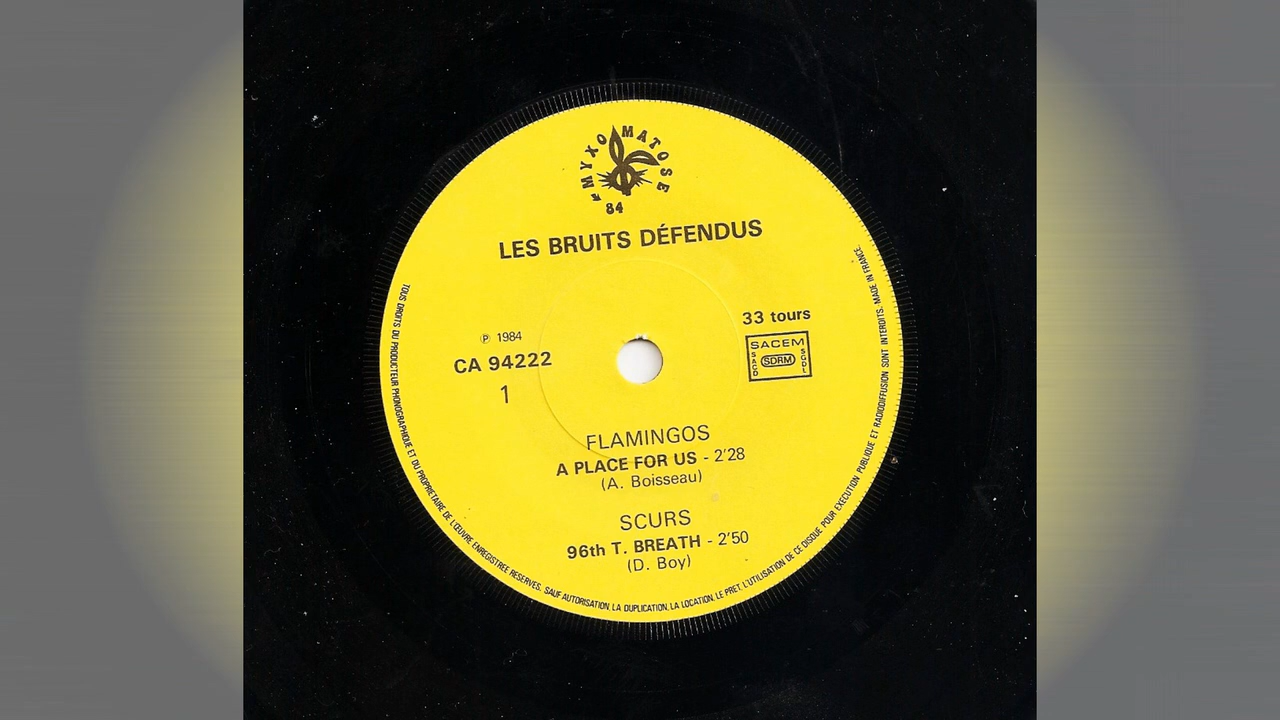 MYXOMATOSE
84
LES BRUITS DÉFENDUS
℗ 1984
33 tours
CA 94222
SACEM
SACD
SDRM
SGDL
1
FLAMINGOS
A PLACE FOR US - 2'28
(A. Boisseau)
SCURS
96th T. BREATH - 2'50
(D. Boy)
TOUS DROITS DU PRODUCTEUR PHONOGRAPHIQUE ET DU PROPRIETAIRE DE L'ŒUVRE ENREGISTREE RESERVES. SAUF AUTORISATION, LA DUPLICATION, LA LOCATION, LE PRET, L'UTILISATION DE CE DISQUE POUR EXECUTION PUBLIQUE ET RADIODIFFUSION SONT INTERDITS. MADE IN FRANCE.